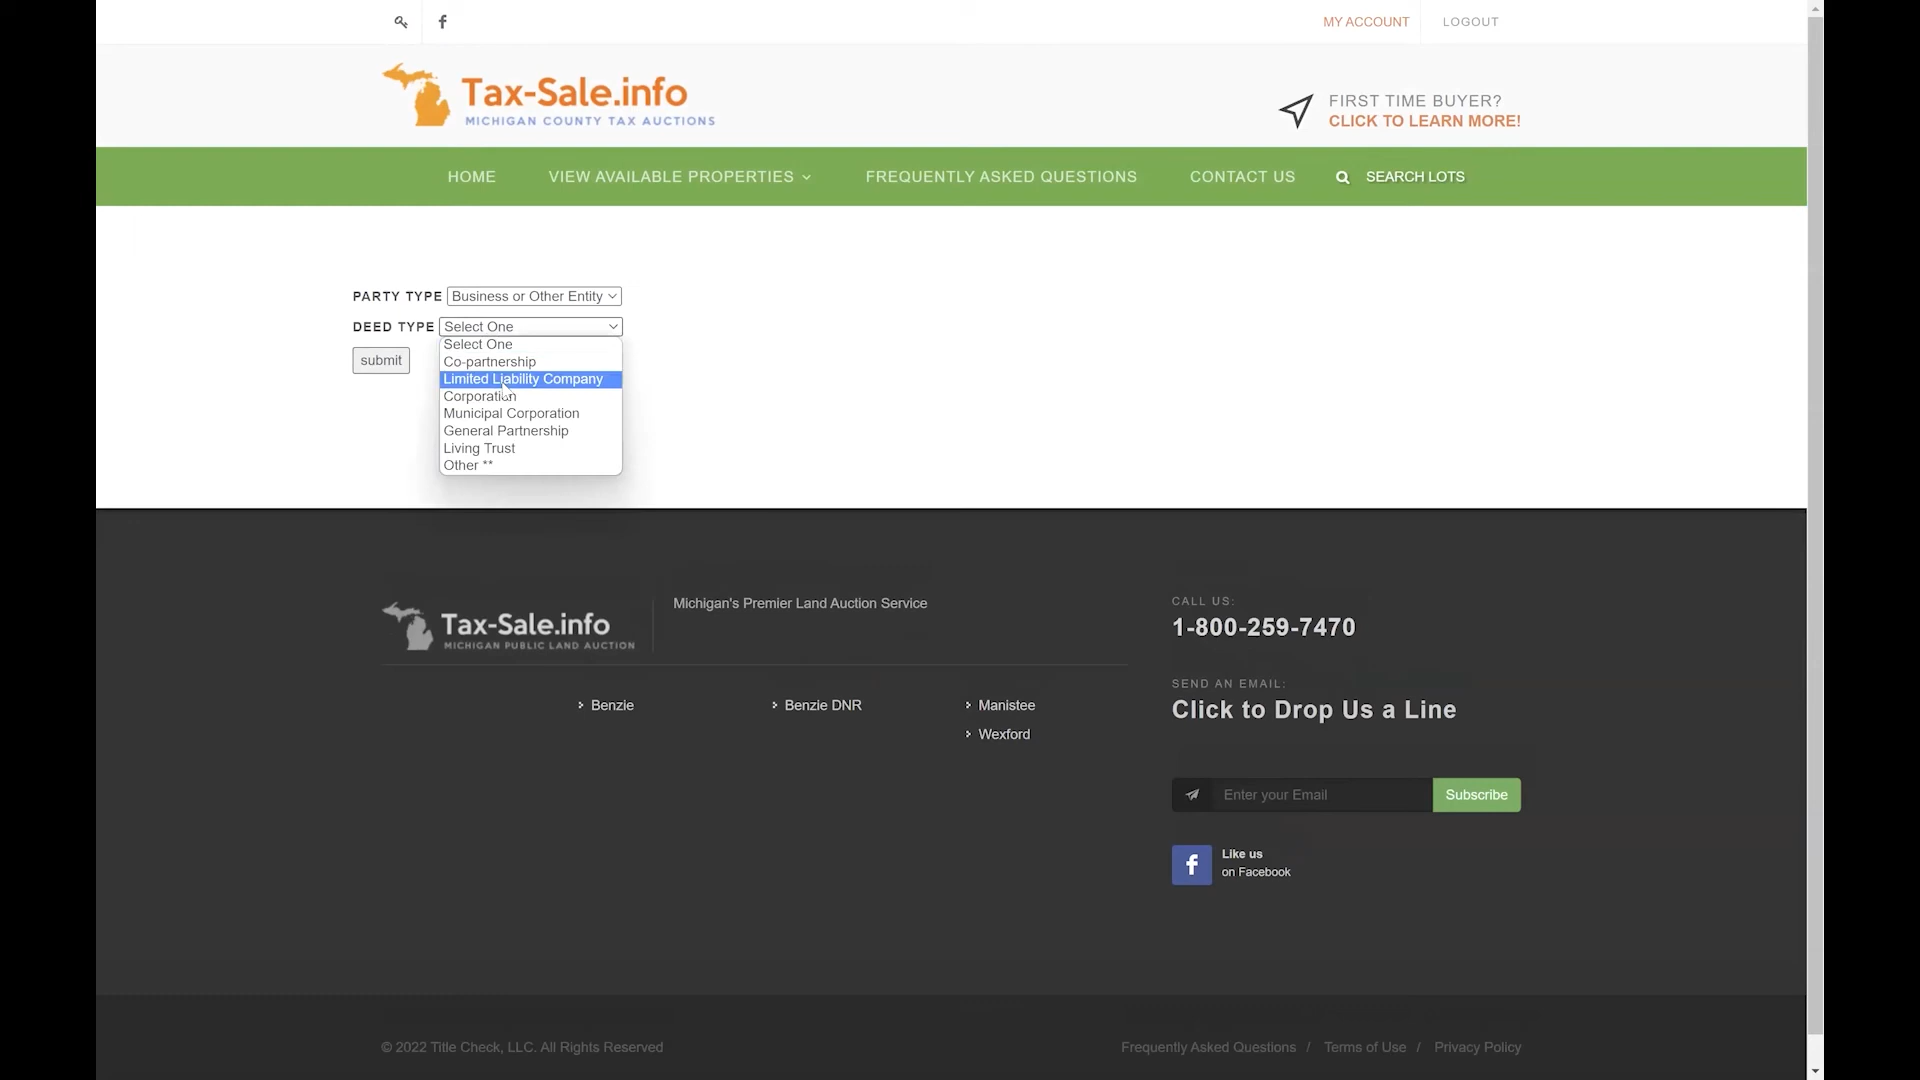 MY ACCOUNT
LOGOUT
Tax-Sale.info
MICHIGAN COUNTY TAX AUCTIONS
FIRST TIME BUYER?
CLICK TO LEARN MORE!
HOME
VIEW AVAILABLE PROPERTIES
FREQUENTLY ASKED QUESTIONS
CONTACT US
SEARCH LOTS
PARTY TYPE Business or Other Entity
DEED TYPE Select One
submit
Select One
Co-partnership
Limited Liability Company
Corporation
Municipal Corporation
General Partnership
Living Trust
Other **
Tax-Sale.info
MICHIGAN PUBLIC LAND AUCTION
Michigan's Premier Land Auction Service
Benzie
Benzie DNR
Manistee
Wexford
CALL US:
1-800-259-7470
SEND AN EMAIL:
Click to Drop Us a Line
Enter your Email
Subscribe
f
Like us
on Facebook
© 2022 Title Check, LLC. All Rights Reserved
Frequently Asked Questions / Terms of Use / Privacy Policy